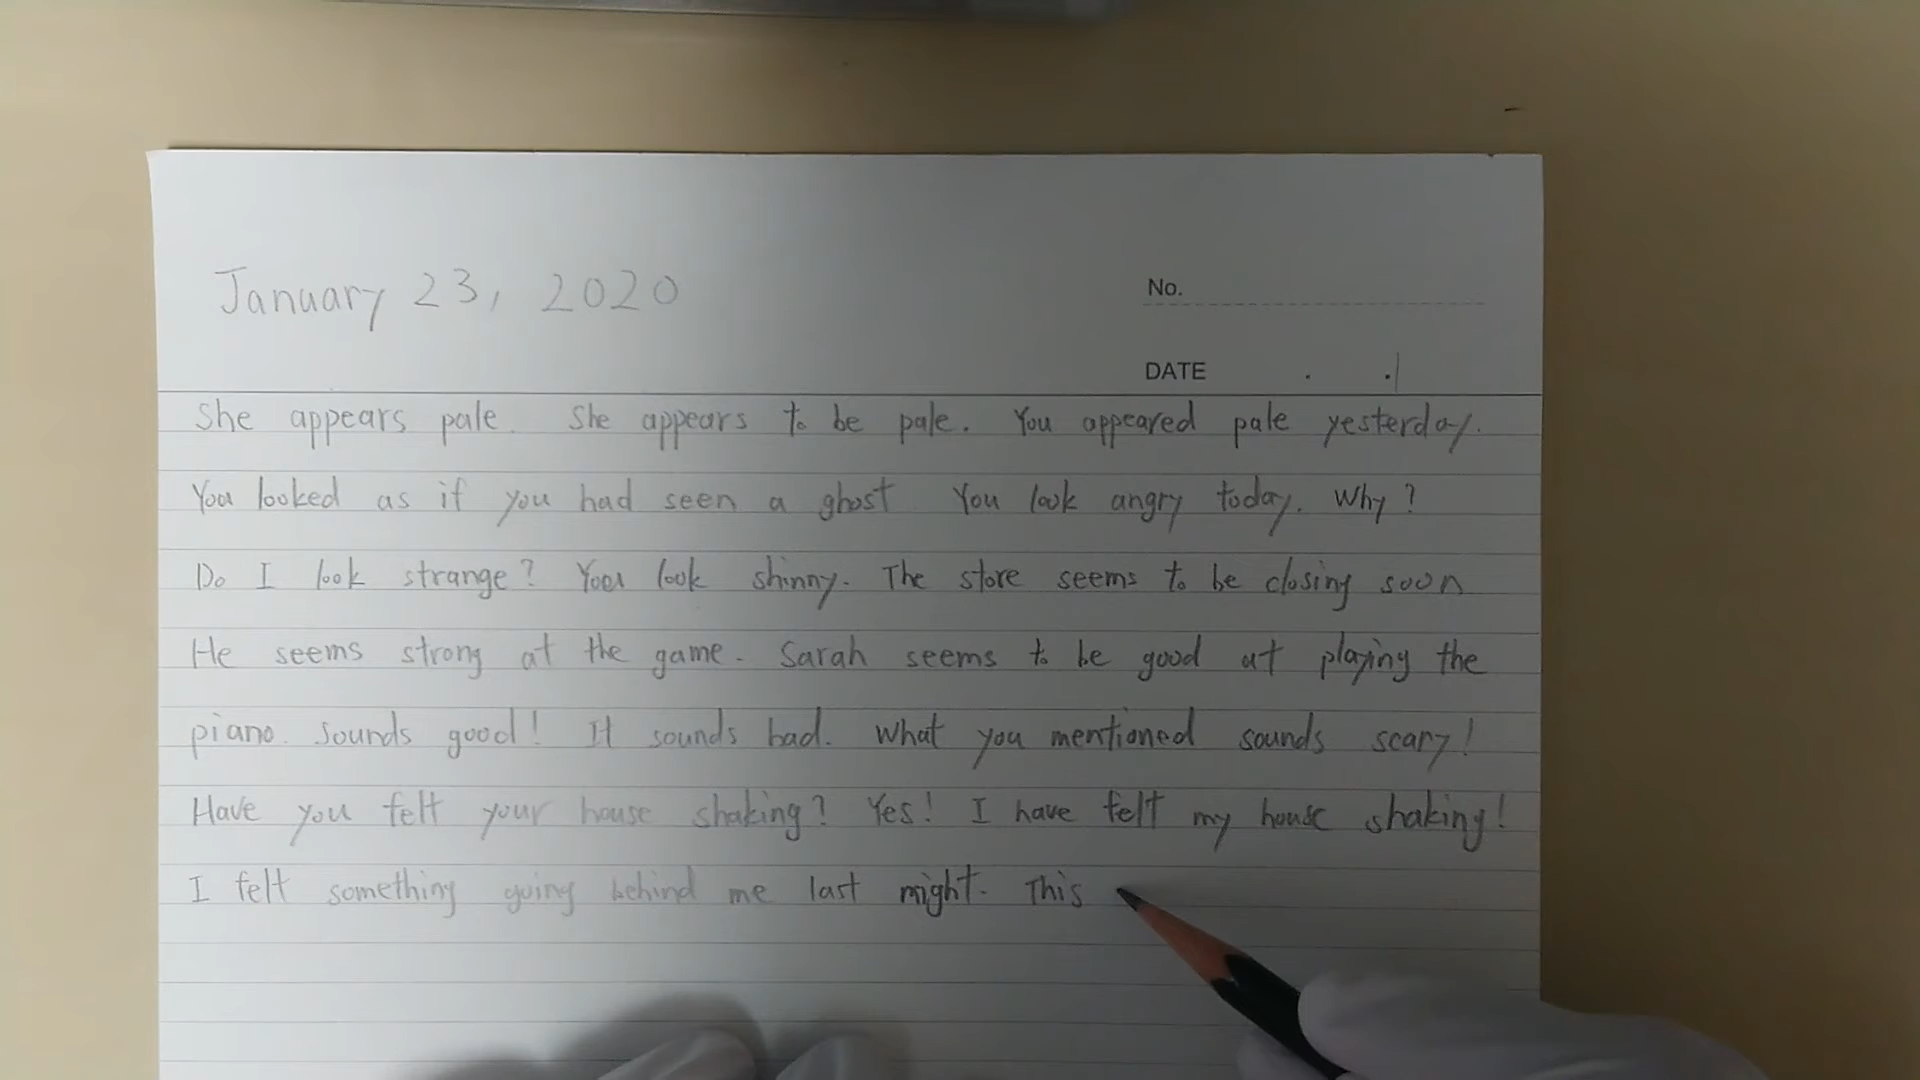 January 23, 2020
No.
DATE . .
She appears pale. She appears to be pale. You appeared pale yesterday.
You looked as if you had seen a ghost You look angry today. Why?
Do I look strange? You look shinny. The store seems to be closing soon
He seems strong at the game. Sarah seems to be good at playing the
piano. Sounds good! It sounds bad. What you mentioned sounds scary!
Have you felt your house shaking? Yes! I have felt my house shaking!
I felt something going behind me last night. This